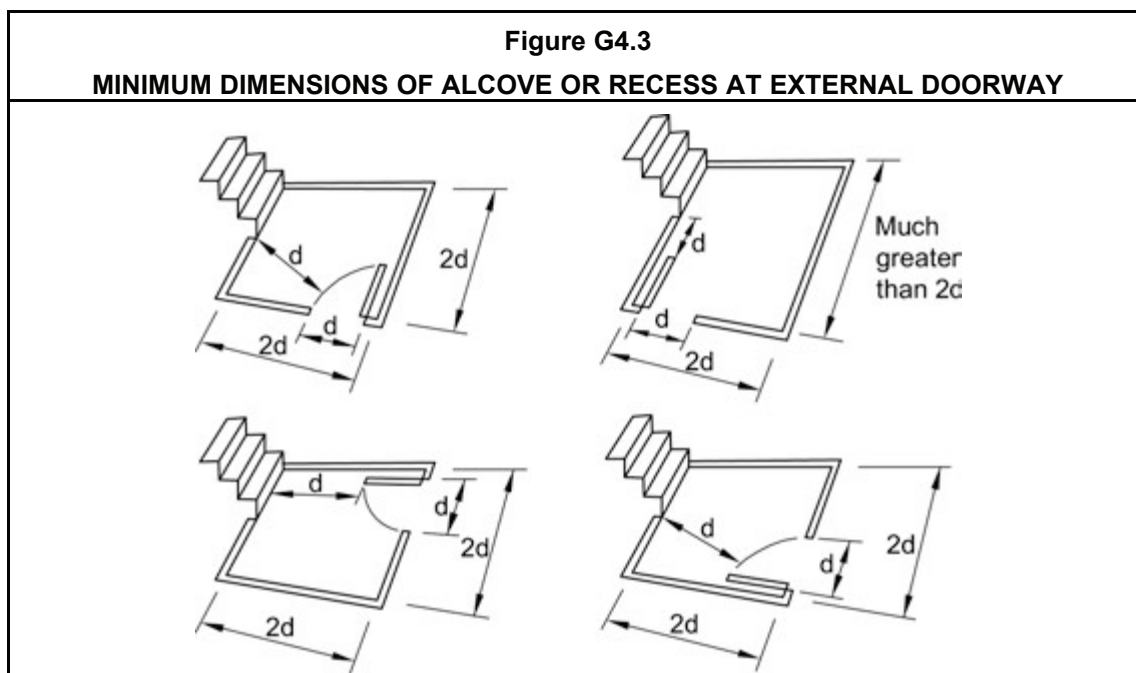 Figure G4.3
MINIMUM DIMENSIONS OF ALCOVE OR RECESS AT EXTERNAL DOORWAY
d
2d
d
2d
d
Much
greater
than 2d
d
2d
d
d
2d
2d
d
d
2d
2d